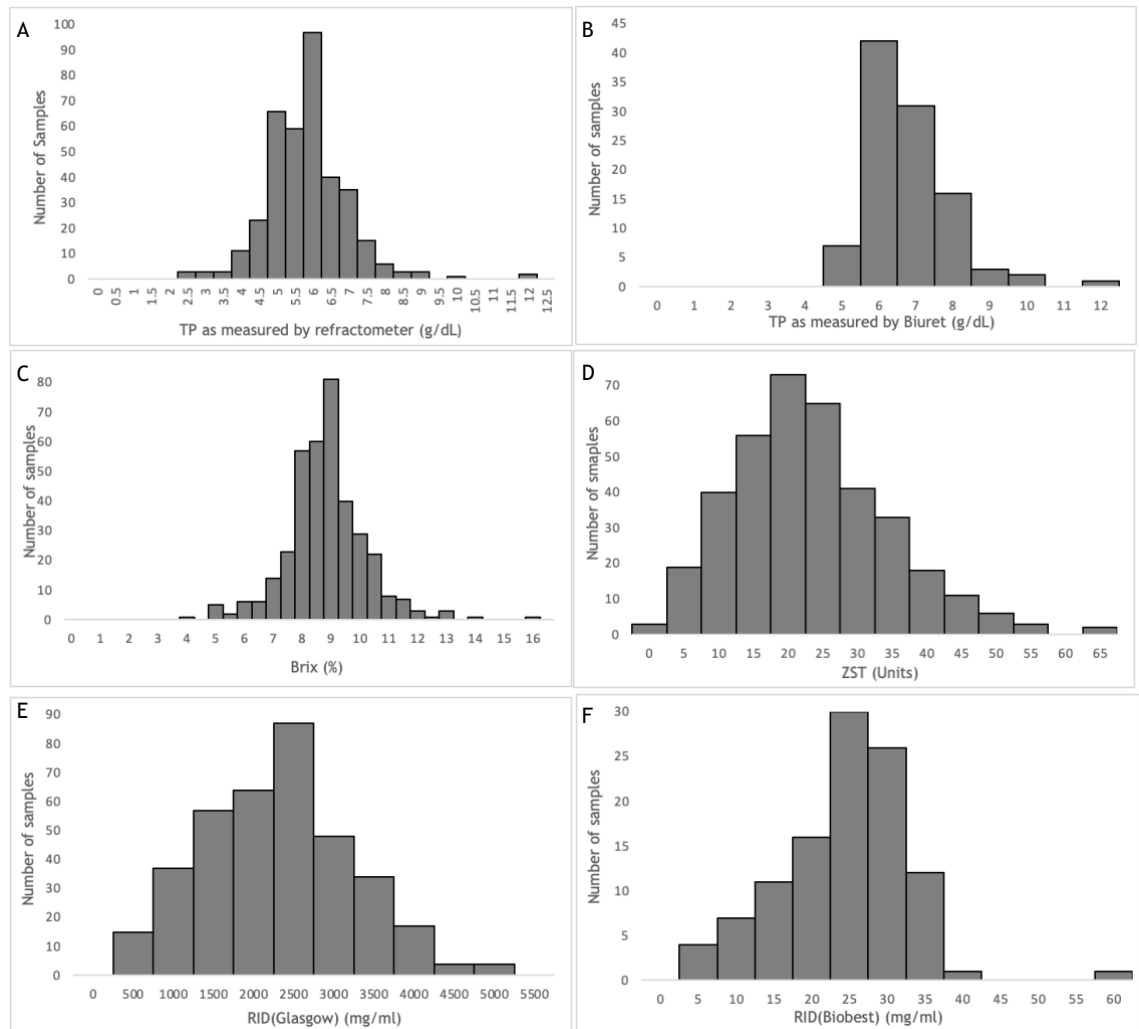 A
Number of Samples
100
90
80
70
60
50
40
30
20
10
0
0 0.5 1 1.5 2 2.5 3 3.5 4 4.5 5 5.5 6 6.5 7 7.5 8 8.5 9 9.5 10 10.5 11 11.5 12 12.5
TP as measured by refractometer (g/dL)
B
Number of samples
45
40
35
30
25
20
15
10
5
0
0 1 2 3 4 5 6 7 8 9 10 11 12
TP as measured by Biuret (g/dL)
C
Number of samples
80
70
60
50
40
30
20
10
0
0 1 2 3 4 5 6 7 8 9 10 11 12 13 14 15 16
Brix (%)
D
Number of smaples
70
60
50
40
30
20
10
0
0 5 10 15 20 25 30 35 40 45 50 55 60 65
ZST (Units)
E
Number of samples
90
80
70
60
50
40
30
20
10
0
0 500 1000 1500 2000 2500 3000 3500 4000 4500 5000 5500
RID(Glasgow) (mg/ml)
F
Number of samples
30
25
20
15
10
5
0
0 5 10 15 20 25 30 35 40 45 50 55 60
RID(Biobest) (mg/ml)